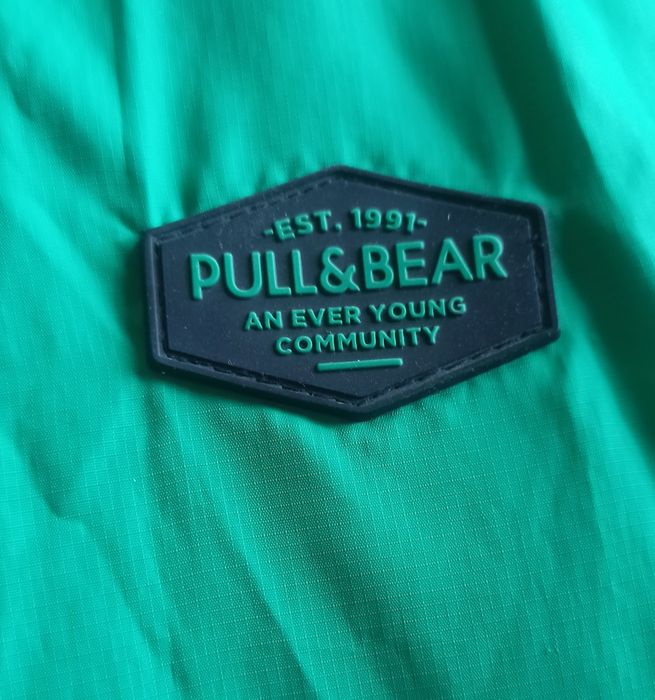 -EST. 1991-
PULL&BEAR
AN EVER YOUNG
COMMUNITY